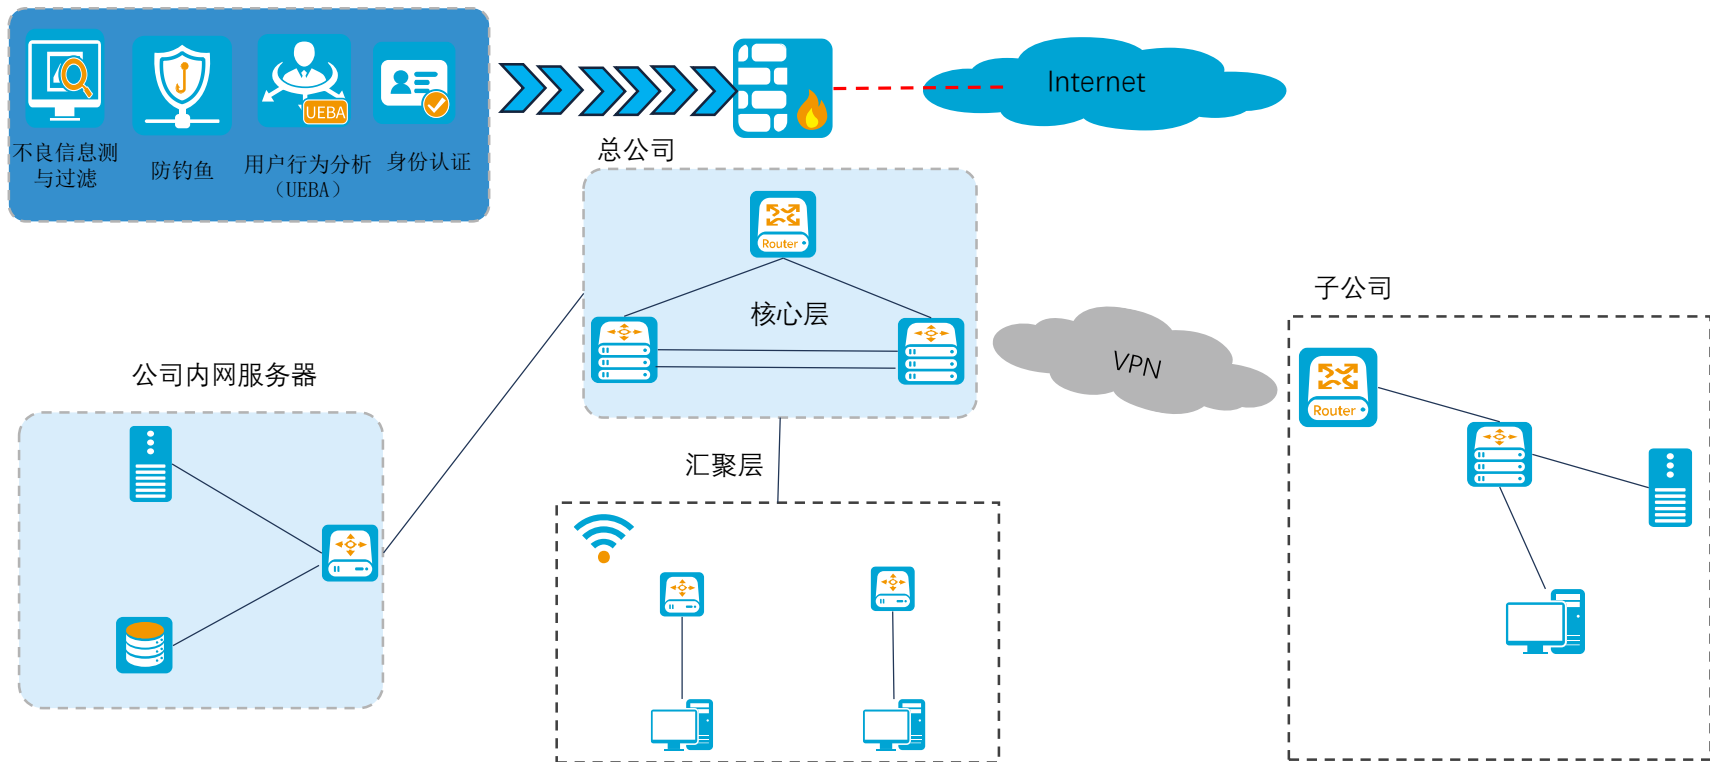 Internet
UEBA
不良信息测
与过滤
防钓鱼
用户行为分析
（UEBA）
身份认证
总公司
Router
核心层
子公司
VPN
Router
公司内网服务器
汇聚层